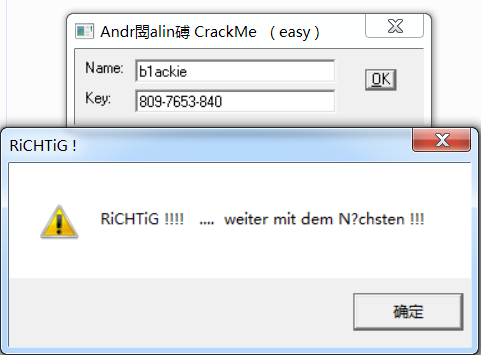 Andr閱alin礡 CrackMe ( easy )
Name: b1ackie
OK
Key: 809-7653-840
RiCHTiG !
RiCHTiG !!!! .... weiter mit dem N?chsten !!!
确定